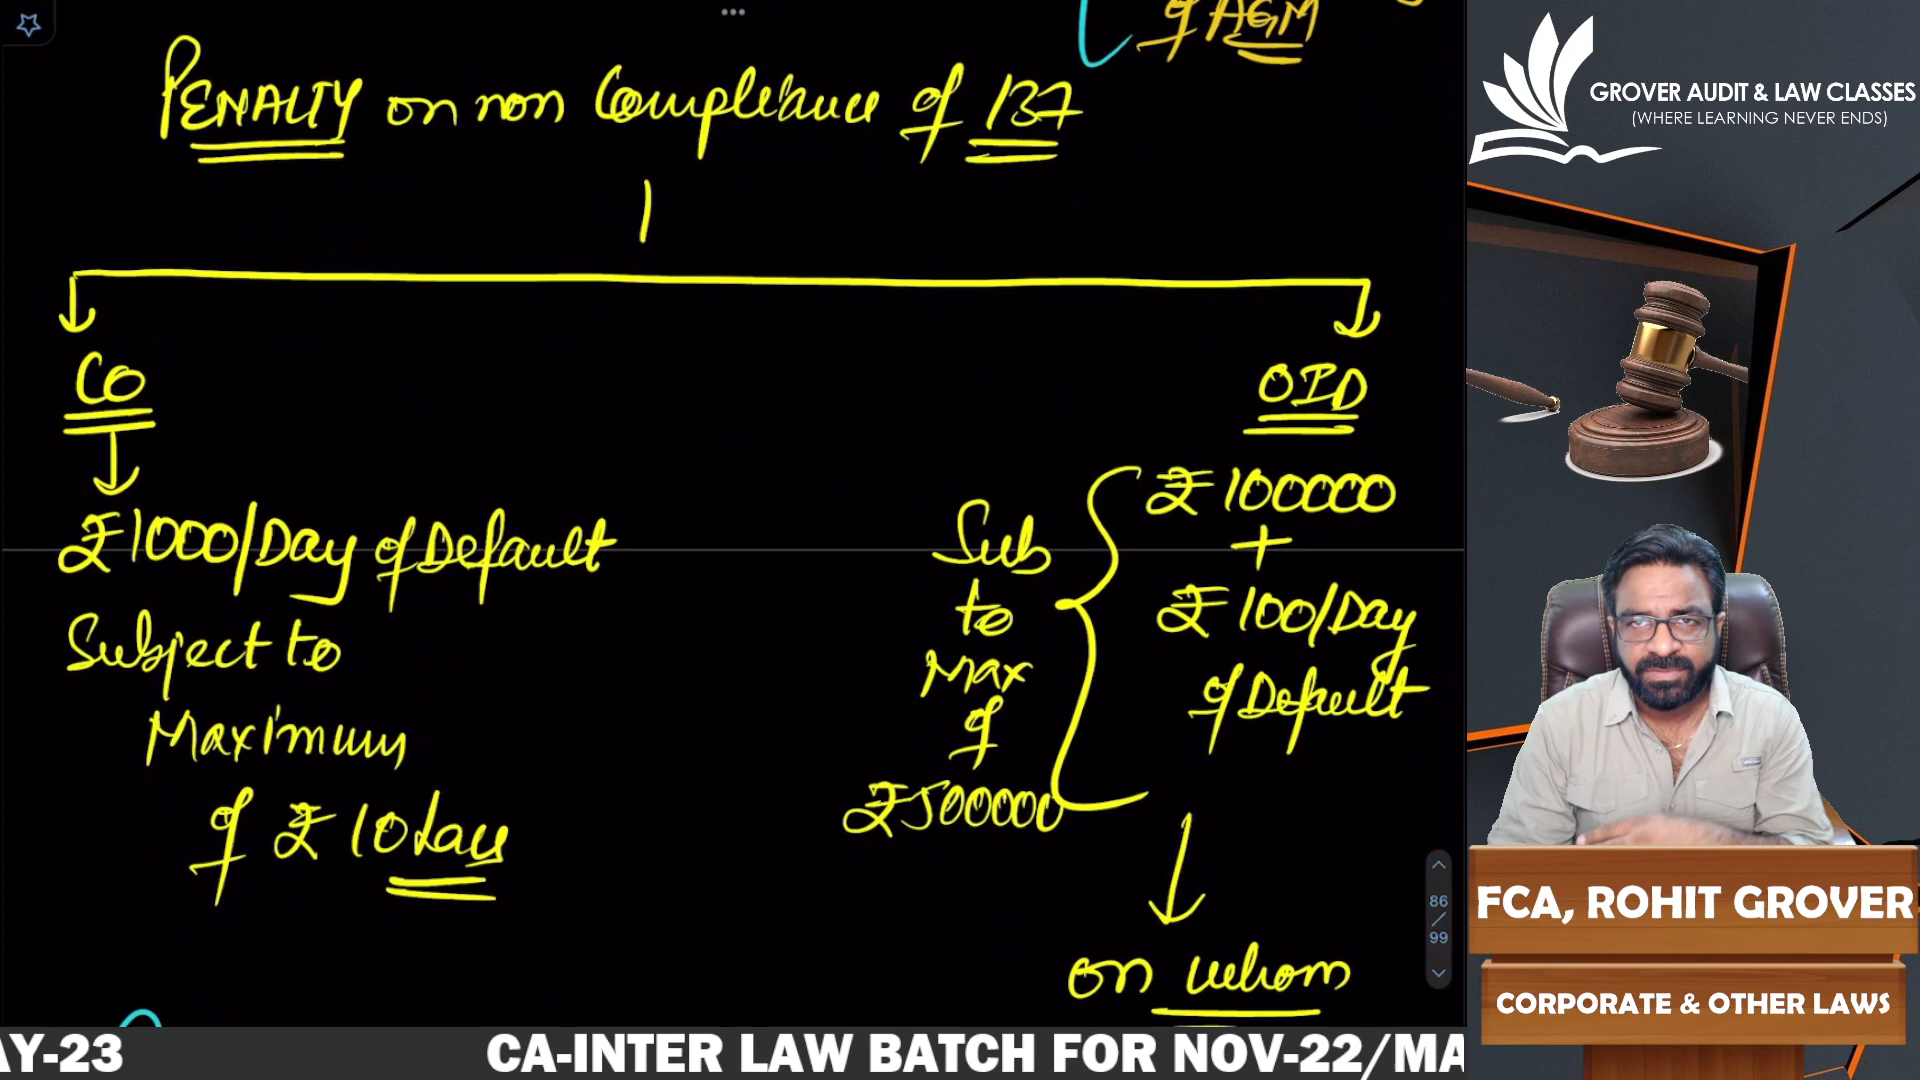 of AGM
PENALTY on non Compliance of 137
CO
OID
₹1000/Day of Default
Subject to
Maximum
of ₹ 10 Lacs
₹ 100000
+
₹ 100/Day
of Default
Sub
to
Max
of
₹500000
on whom
86
99
GROVER AUDIT & LAW CLASSES
(WHERE LEARNING NEVER ENDS)
FCA, ROHIT GROVER
CORPORATE & OTHER LAWS
AY-23 CA-INTER LAW BATCH FOR NOV-22/MA